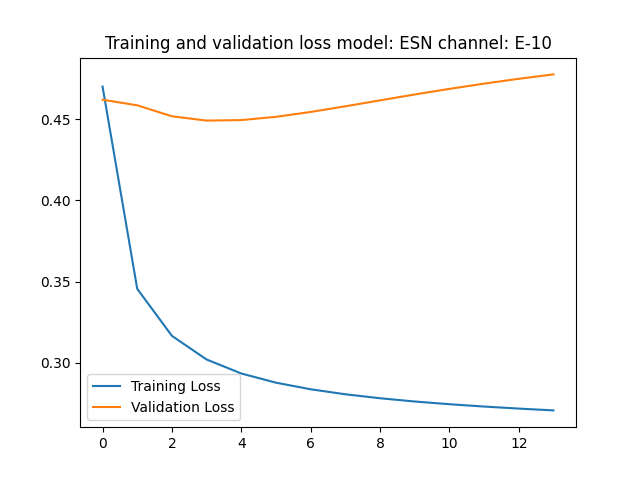 Training and validation loss model: ESN channel: E-10
0.45
0.40
0.35
0.30
Training Loss
Validation Loss
0 2 4 6 8 10 12